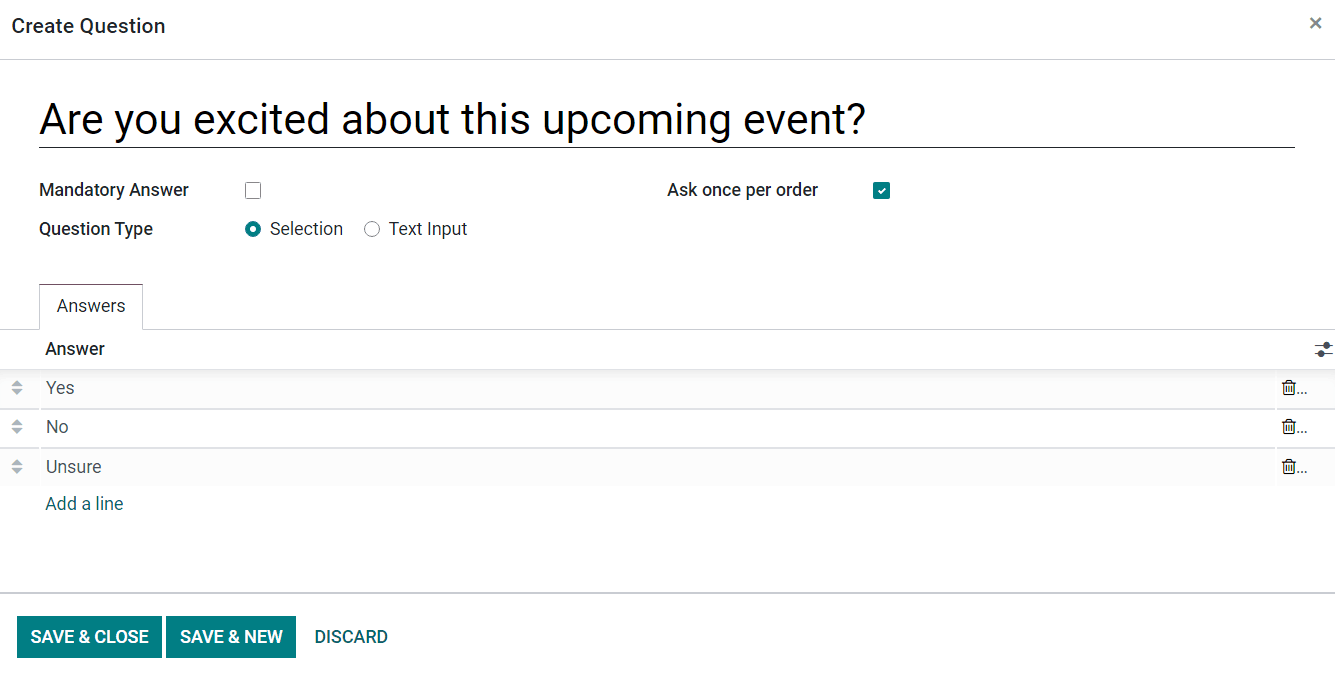 Create Question
Are you excited about this upcoming event?
Mandatory Answer
Ask once per order
Question Type Selection Text Input
Answers
Answer
Yes ...
No ...
Unsure ...
Add a line
SAVE & CLOSE SAVE & NEW DISCARD